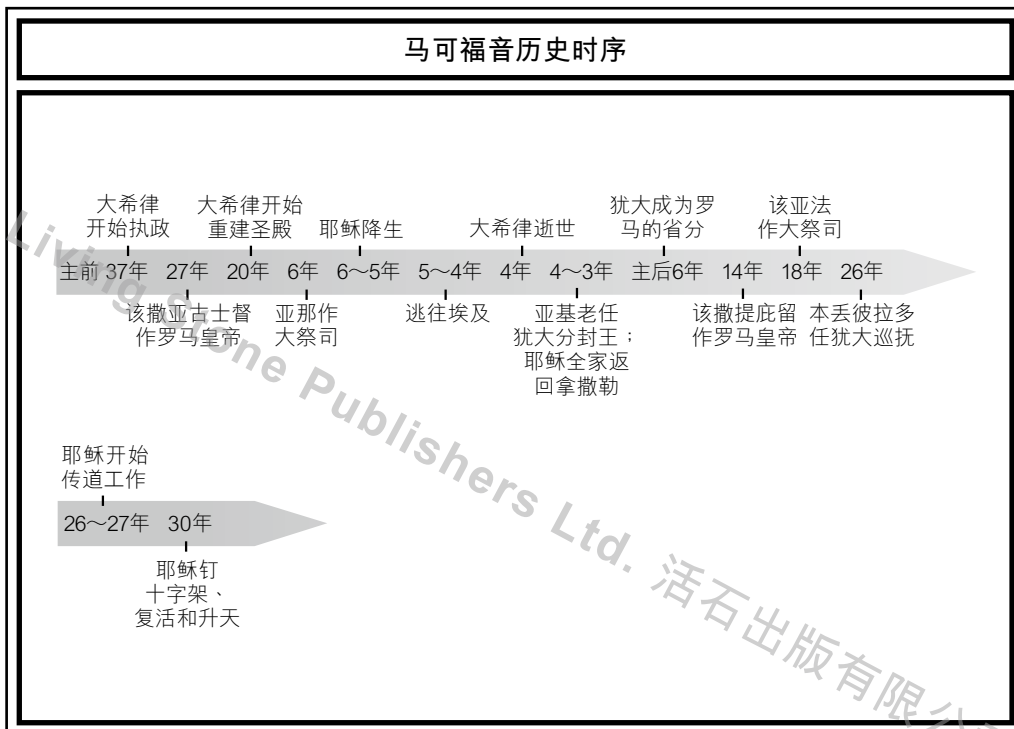 马可福音历史时序
大希律
开始执政
大希律开始
重建圣殿
耶稣降生
大希律逝世
犹大成为罗
马的省分
该亚法
作大祭司
主前 37年 27年 20年 6年 6～5年 5～4年 4年 4～3年 主后6年 14年 18年 26年
该撒亚古士督
作罗马皇帝
亚那作
大祭司
逃往埃及
亚基老任
犹大分封王；
耶稣全家返
回拿撒勒
该撒提庇留
作罗马皇帝
本丢彼拉多
任犹大巡抚
耶稣开始
传道工作
26～27年 30年
耶稣钉
十字架、
复活和升天
Living Stone Publishers Ltd. 活石出版有限公